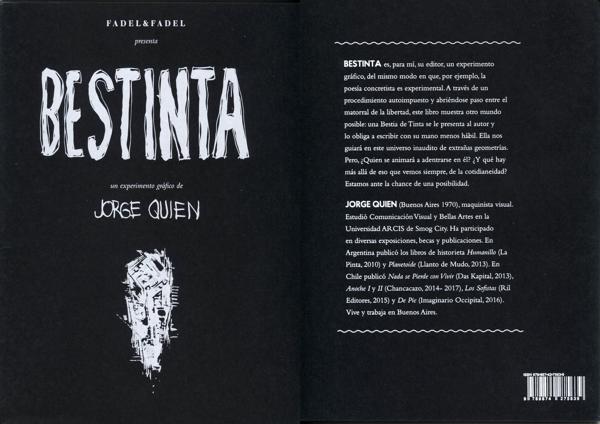 FADEL&FADEL
presenta
BESTINTA
un experimento gráfico de
JORGE QUIEN
BESTINTA es, para mí, su editor, un experimento
gráfico, del mismo modo en que, por ejemplo, la
poesía concretista es experimental. A través de un
procedimiento autoimpuesto y abriéndose paso entre el
matorral de la libertad, este libro muestra otro mundo
posible: una Bestia de Tinta se le presenta al autor y
lo obliga a escribir con su mano menos hábil. Ella nos
guiará en este universo inaudito de extrañas geometrías.
Pero, ¿Quien se animará a adentrarse en él? ¿Y qué hay
más allá de eso que vemos siempre, de la cotidianeidad?
Estamos ante la chance de una posibilidad.
JORGE QUIEN (Buenos Aires 1970), maquinista visual.
Estudió Comunicación Visual y Bellas Artes en la
Universidad ARCIS de Smog City. Ha participado
en diversas exposiciones, becas y publicaciones. En
Argentina publicó los libros de historieta Humanillo (La
Pinta, 2010) y Planetoide (Llanto de Mudo, 2013). En
Chile publicó Nada se Pierde con Vivir (Das Kapital, 2013),
Anoche I y II (Chancacazo, 2014- 2017), Los Sofistas (Ril
Editores, 2015) y De Pie (Imaginario Occipital, 2016).
Vive y trabaja en Buenos Aires.
ISBN